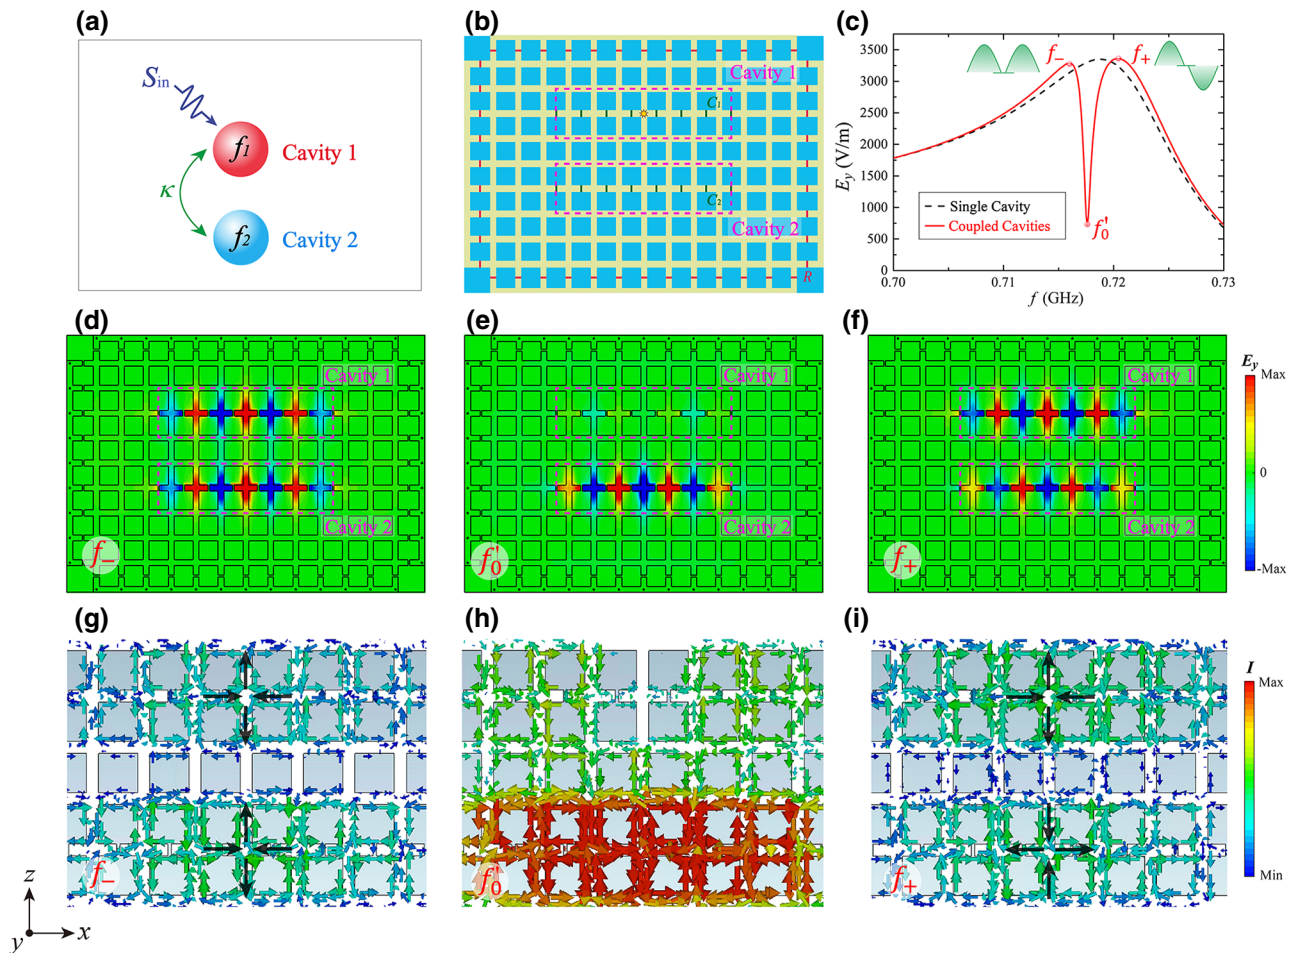 (a)
S_in
f_1
Cavity 1
κ
f_2
Cavity 2
(b)
Cavity 1
C_1
C_2
Cavity 2
R
(c)
3500
3000
2500
2000
1500
1000
500
0
E_y (V/m)
f_-
f_+
f'_0
Single Cavity
Coupled Cavities
0.70
0.71
0.72
0.73
f (GHz)
(d)
Cavity 1
Cavity 2
f_-
(e)
Cavity 1
Cavity 2
f'_0
(f)
Cavity 1
Cavity 2
f_+
E_y
Max
0
-Max
(g)
f_-
(h)
f'_0
(i)
f_+
I
Max
Min
z
y
x